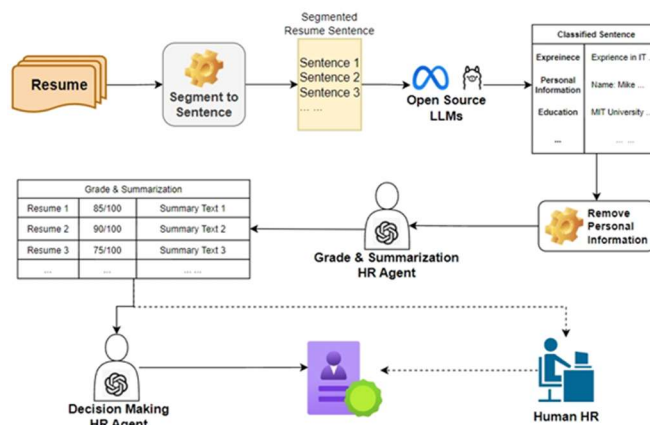 Resume
Segment to
Sentence
Segmented
Resume Sentence
Sentence 1
Sentence 2
Sentence 3
... ...
Open Source
LLMs
Classified Sentence
Expreinece Exprience in IT ...
Personal
Information Name: Mike ...
Education MIT University ...
... ... ...
Remove
Personal
Information
Grade & Summarization
HR Agent
Grade & Summarization
Resume 1 85/100 Summary Text 1
Resume 2 90/100 Summary Text 2
Resume 3 75/100 Summary Text 3
... ... ... ...
Decision Making
HR Agent
Human HR